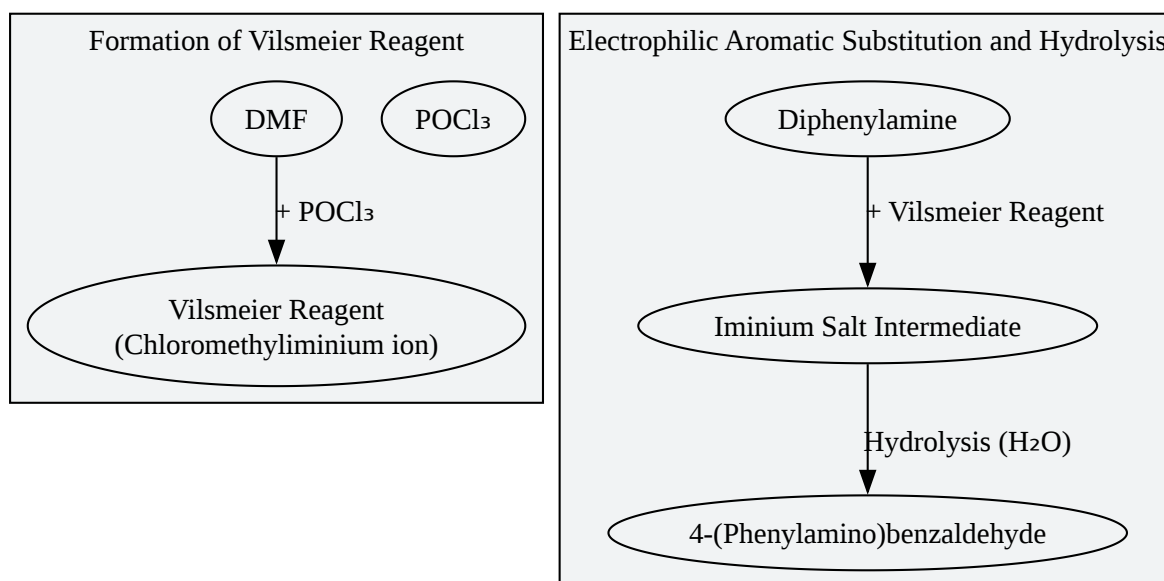 Formation of Vilsmeier Reagent
DMF
POCl₃
+ POCl₃
Vilsmeier Reagent
(Chloromethyliminium ion)
Electrophilic Aromatic Substitution and Hydrolysis
Diphenylamine
+ Vilsmeier Reagent
Iminium Salt Intermediate
Hydrolysis (H₂O)
4-(Phenylamino)benzaldehyde